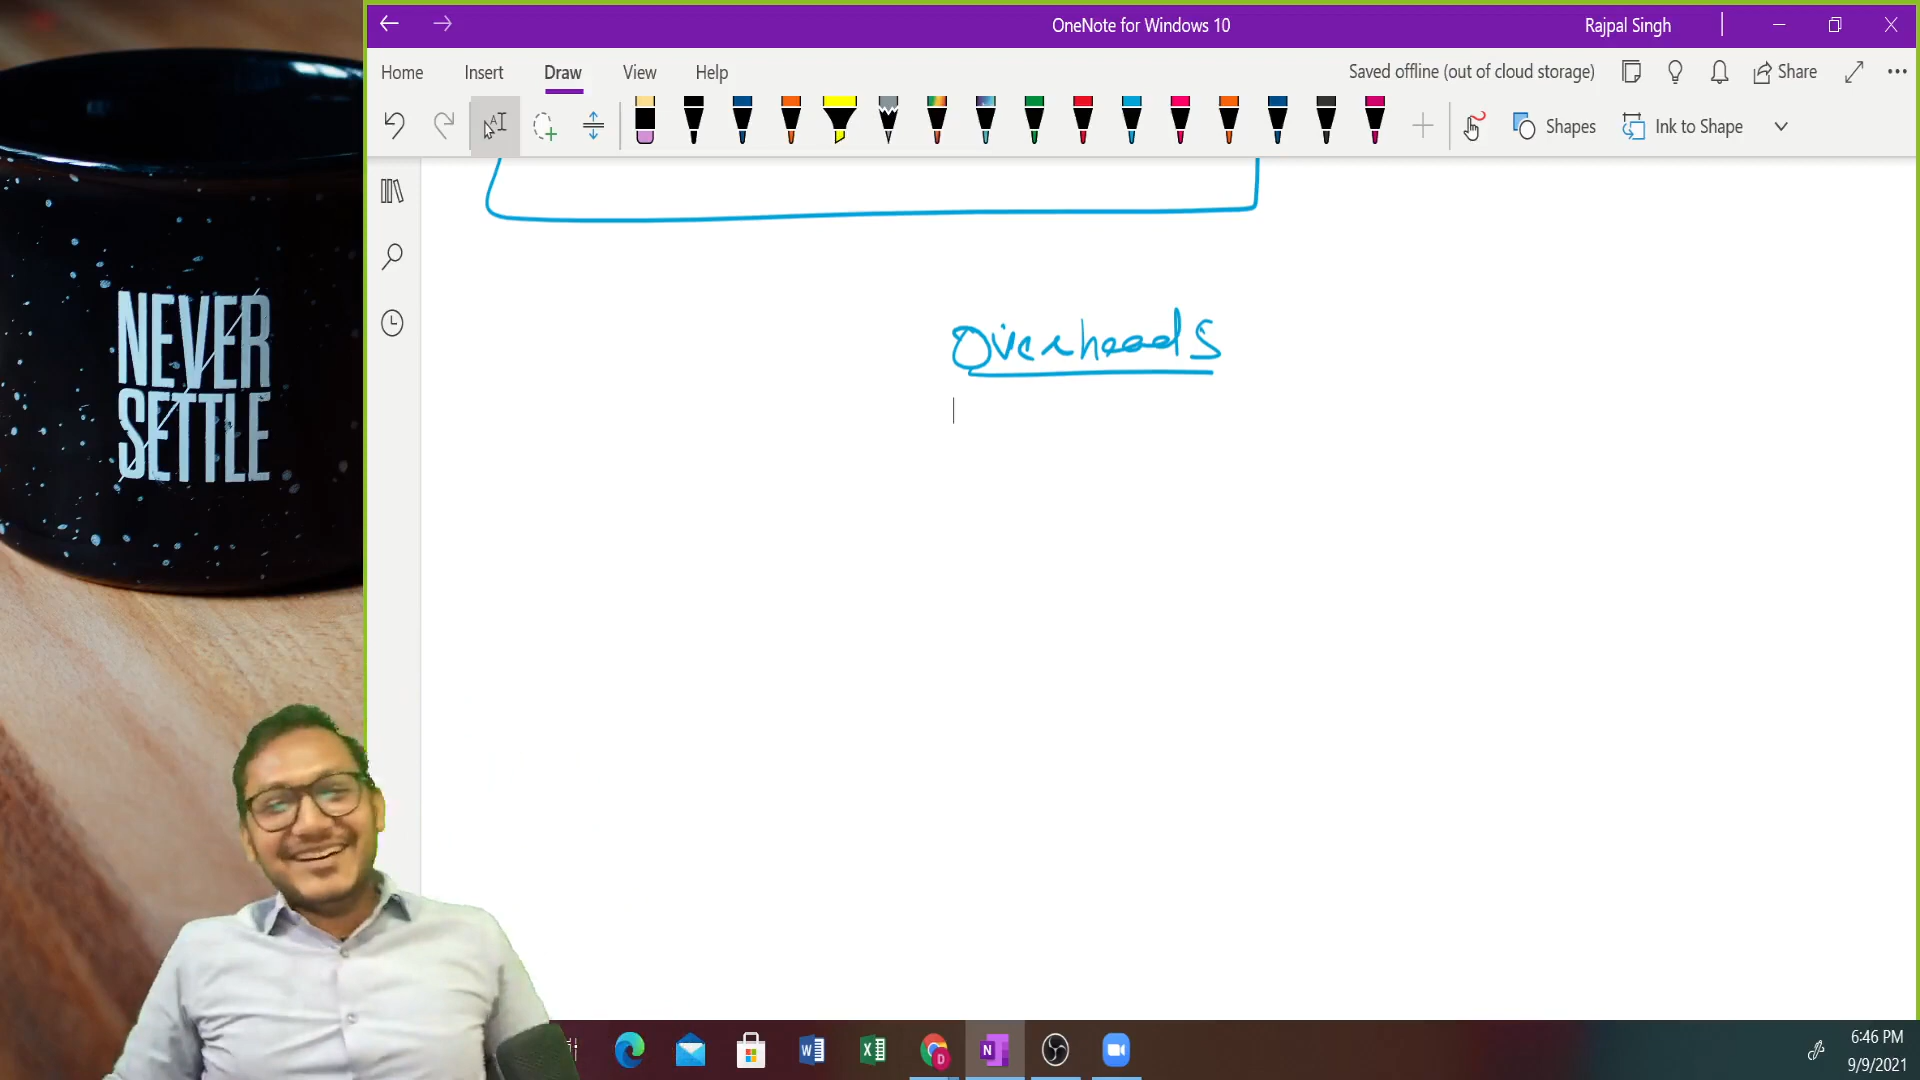 OneNote for Windows 10
Rajpal Singh
Home Insert Draw View Help
Saved offline (out of cloud storage)
Share
Shapes
Ink to Shape
NEVER
SETTLE
Overheads
6:46 PM
9/9/2021